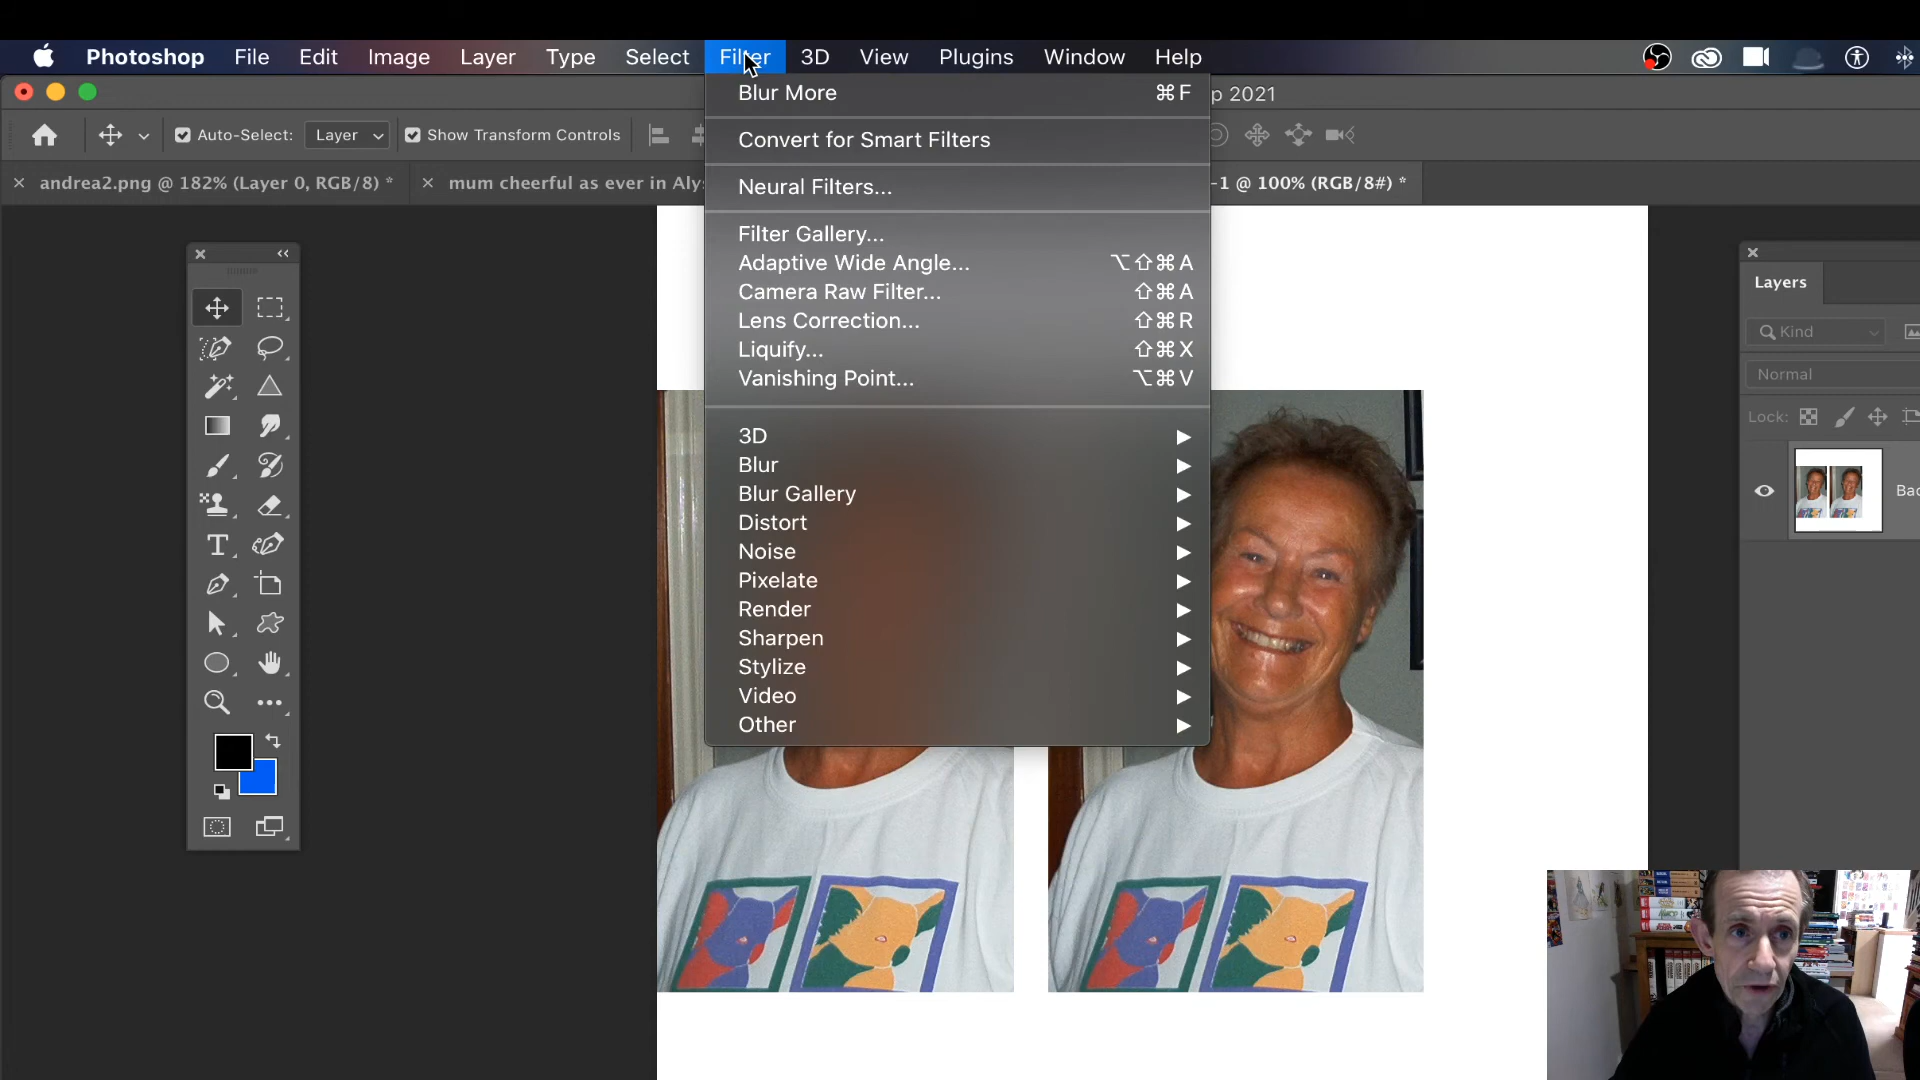 Photoshop File Edit Image Layer Type Select Filter 3D View Plugins Window Help
p 2021
Auto-Select: Layer Show Transform Controls
andrea2.png @ 182% (Layer 0, RGB/8) * mum cheerful as ever in Aly -1 @ 100% (RGB/8#) *
Blur More ⌘F
Convert for Smart Filters
Neural Filters...
Filter Gallery...
Adaptive Wide Angle... ⌥⇧⌘A
Camera Raw Filter... ⇧⌘A
Lens Correction... ⇧⌘R
Liquify... ⇧⌘X
Vanishing Point... ⌥⌘V
3D
Blur
Blur Gallery
Distort
Noise
Pixelate
Render
Sharpen
Stylize
Video
Other
Layers
Kind
Normal
Lock:
Bac